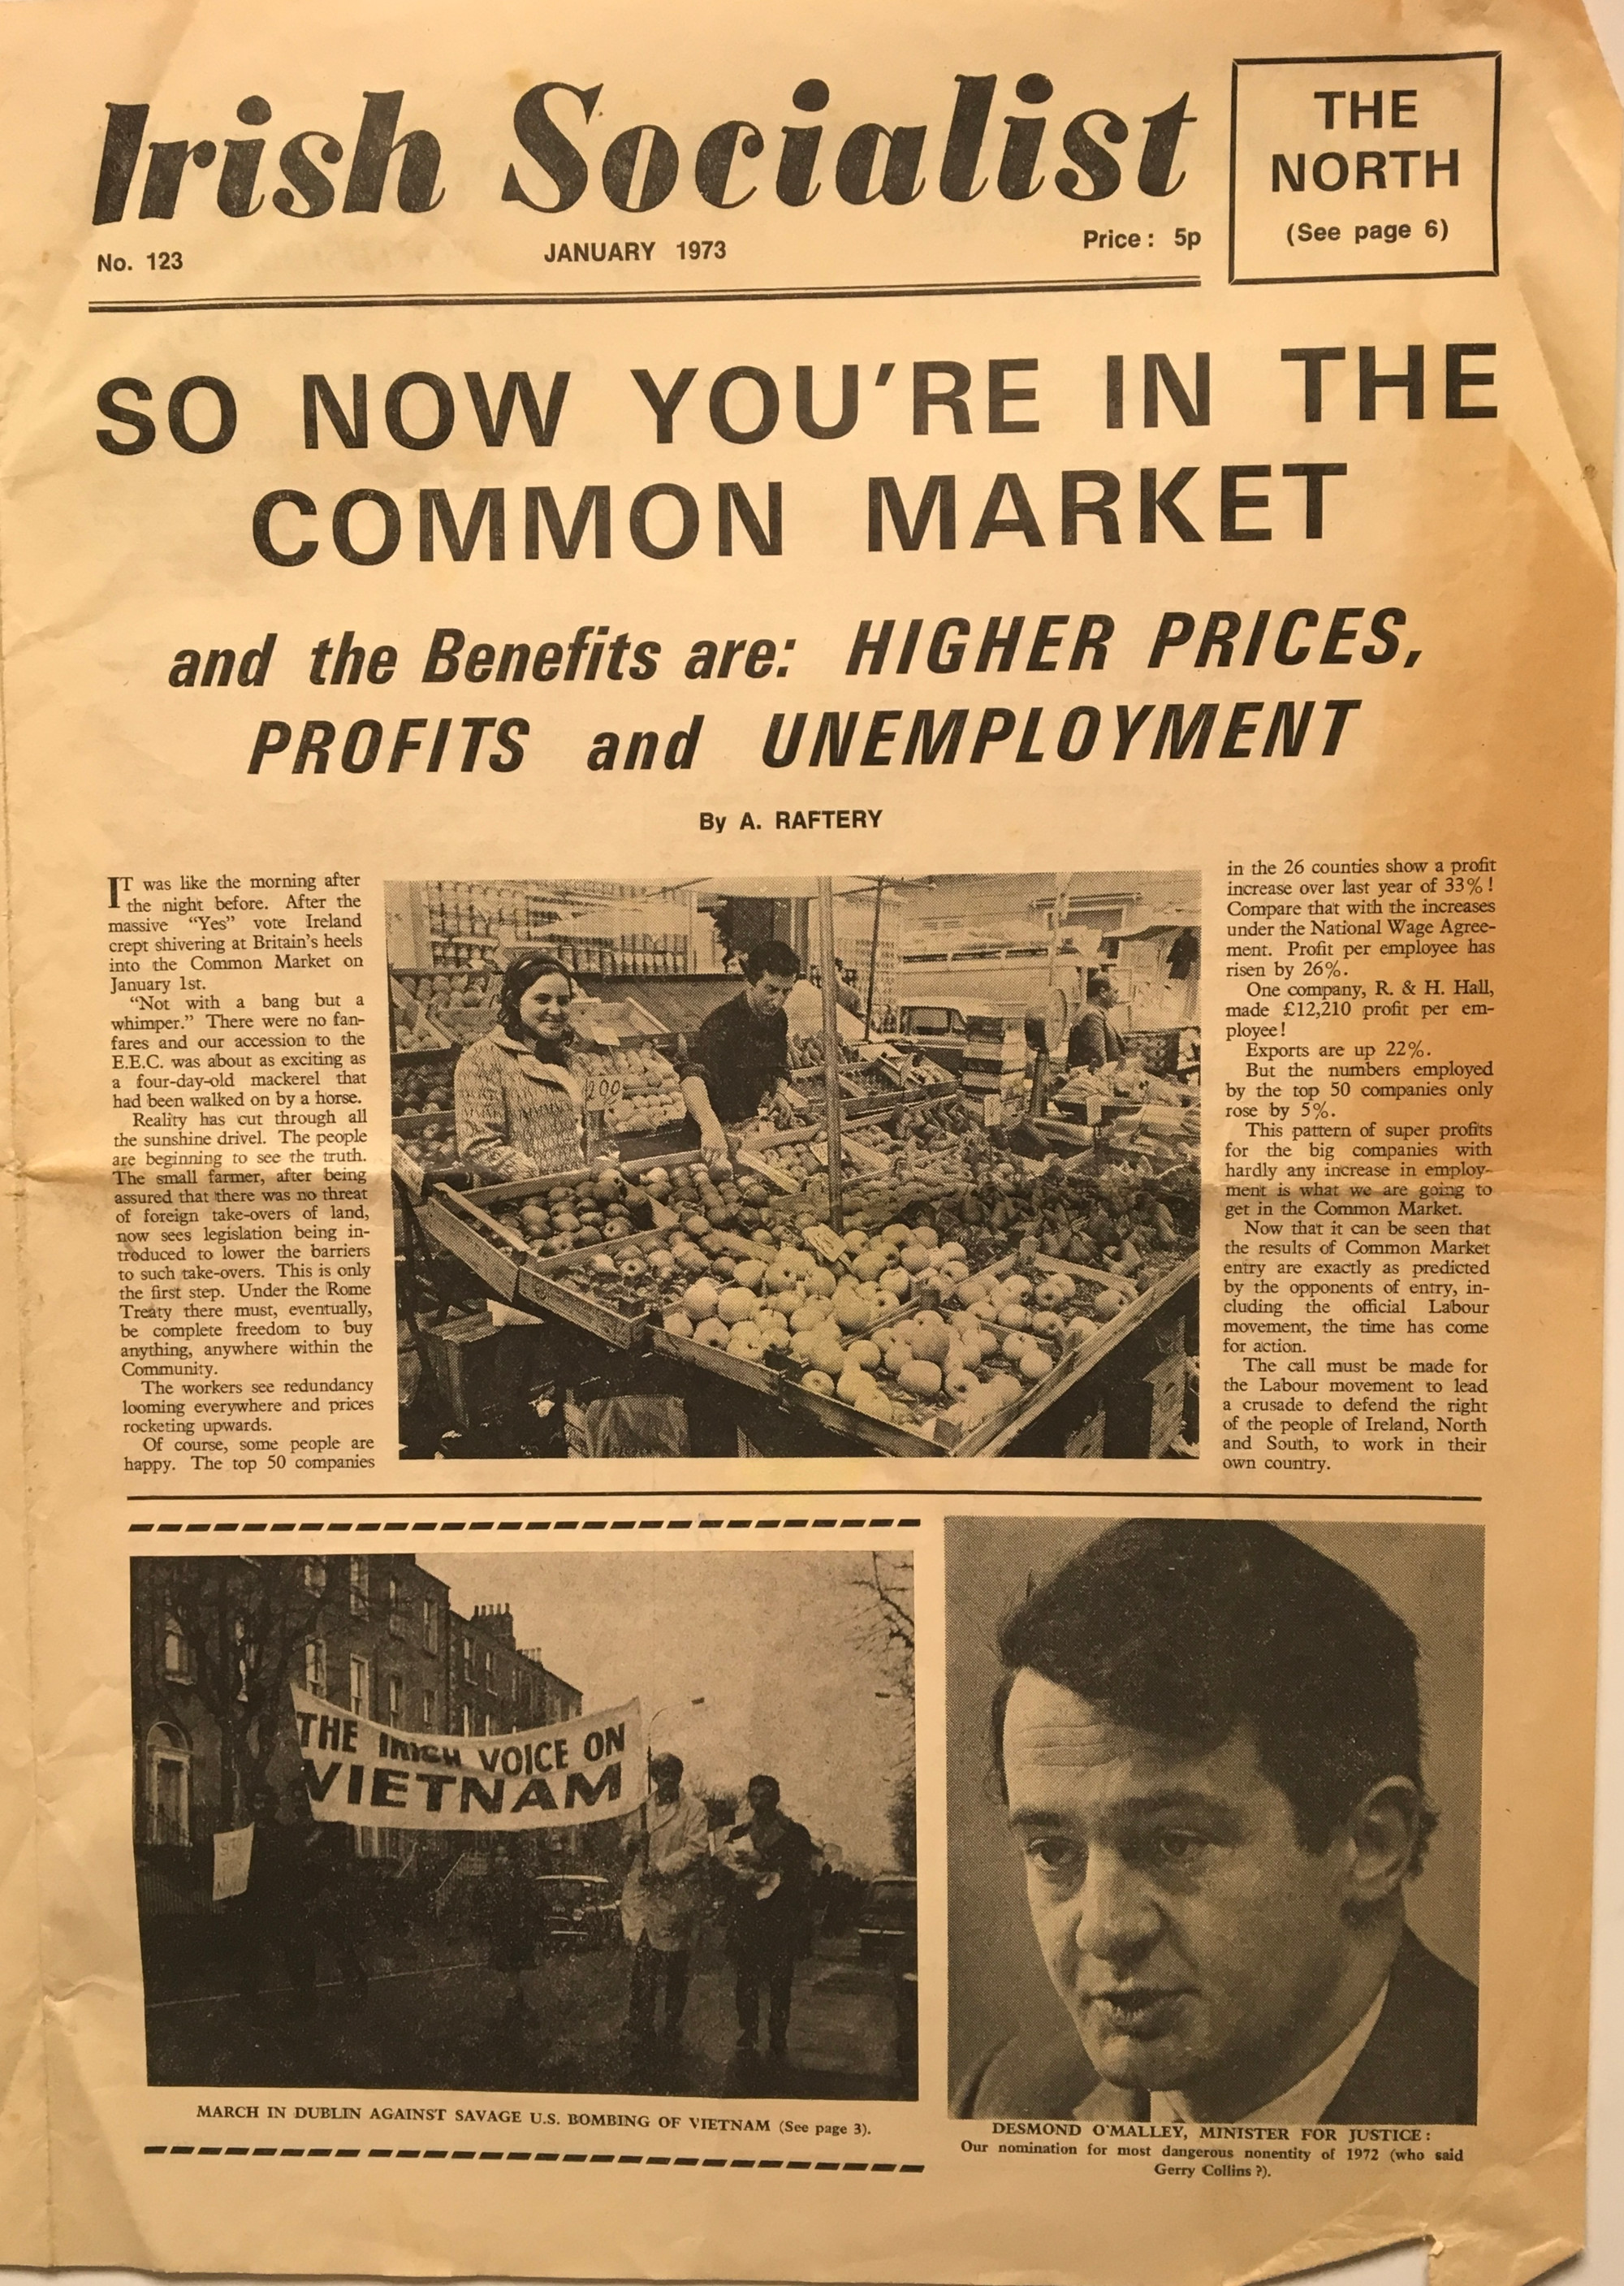 Irish Socialist
No. 123
JANUARY 1973
Price: 5p
THE
NORTH
(See page 6)
SO NOW YOU'RE IN THE
COMMON MARKET
and the Benefits are: HIGHER PRICES,
PROFITS and UNEMPLOYMENT
By A. RAFTERY
IT was like the morning after
the night before. After the
massive "Yes" vote Ireland
crept shivering at Britain's heels
into the Common Market on
January 1st.
"Not with a bang but a
whimper." There were no fan-
fares and our accession to the
E.E.C. was about as exciting as
a four-day-old mackerel that
had been walked on by a horse.
Reality has cut through all
the sunshine drivel. The people
are beginning to see the truth.
The small farmer, after being
assured that there was no threat
of foreign take-overs of land,
now sees legislation being in-
troduced to lower the barriers
to such take-overs. This is only
the first step. Under the Rome
Treaty there must, eventually,
be complete freedom to buy
anything, anywhere within the
Community.
The workers see redundancy
looming everywhere and prices
rocketing upwards.
Of course, some people are
happy. The top 50 companies
in the 26 counties show a profit
increase over last year of 33%!
Compare that with the increases
under the National Wage Agree-
ment. Profit per employee has
risen by 26%.
One company, R. & H. Hall,
made £12,210 profit per em-
ployee!
Exports are up 22%.
But the numbers employed
by the top 50 companies only
rose by 5%.
This pattern of super profits
for the big companies with
hardly any increase in employ-
ment is what we are going to
get in the Common Market.
Now that it can be seen that
the results of Common Market
entry are exactly as predicted
by the opponents of entry, in-
cluding the official Labour
movement, the time has come
for action.
The call must be made for
the Labour movement to lead
a crusade to defend the right
of the people of Ireland, North
and South, to work in their
own country.
THE IRISH VOICE ON
VIETNAM
MARCH IN DUBLIN AGAINST SAVAGE U.S. BOMBING OF VIETNAM (See page 3).
DESMOND O'MALLEY, MINISTER FOR JUSTICE:
Our nomination for most dangerous nonentity of 1972 (who said
Gerry Collins?).